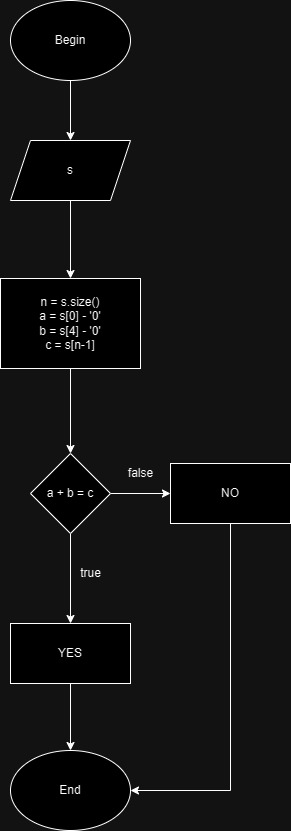 Begin
s
n = s.size()
a = s[0] - '0'
b = s[4] - '0'
c = s[n-1]
a + b = c
false
NO
true
YES
End